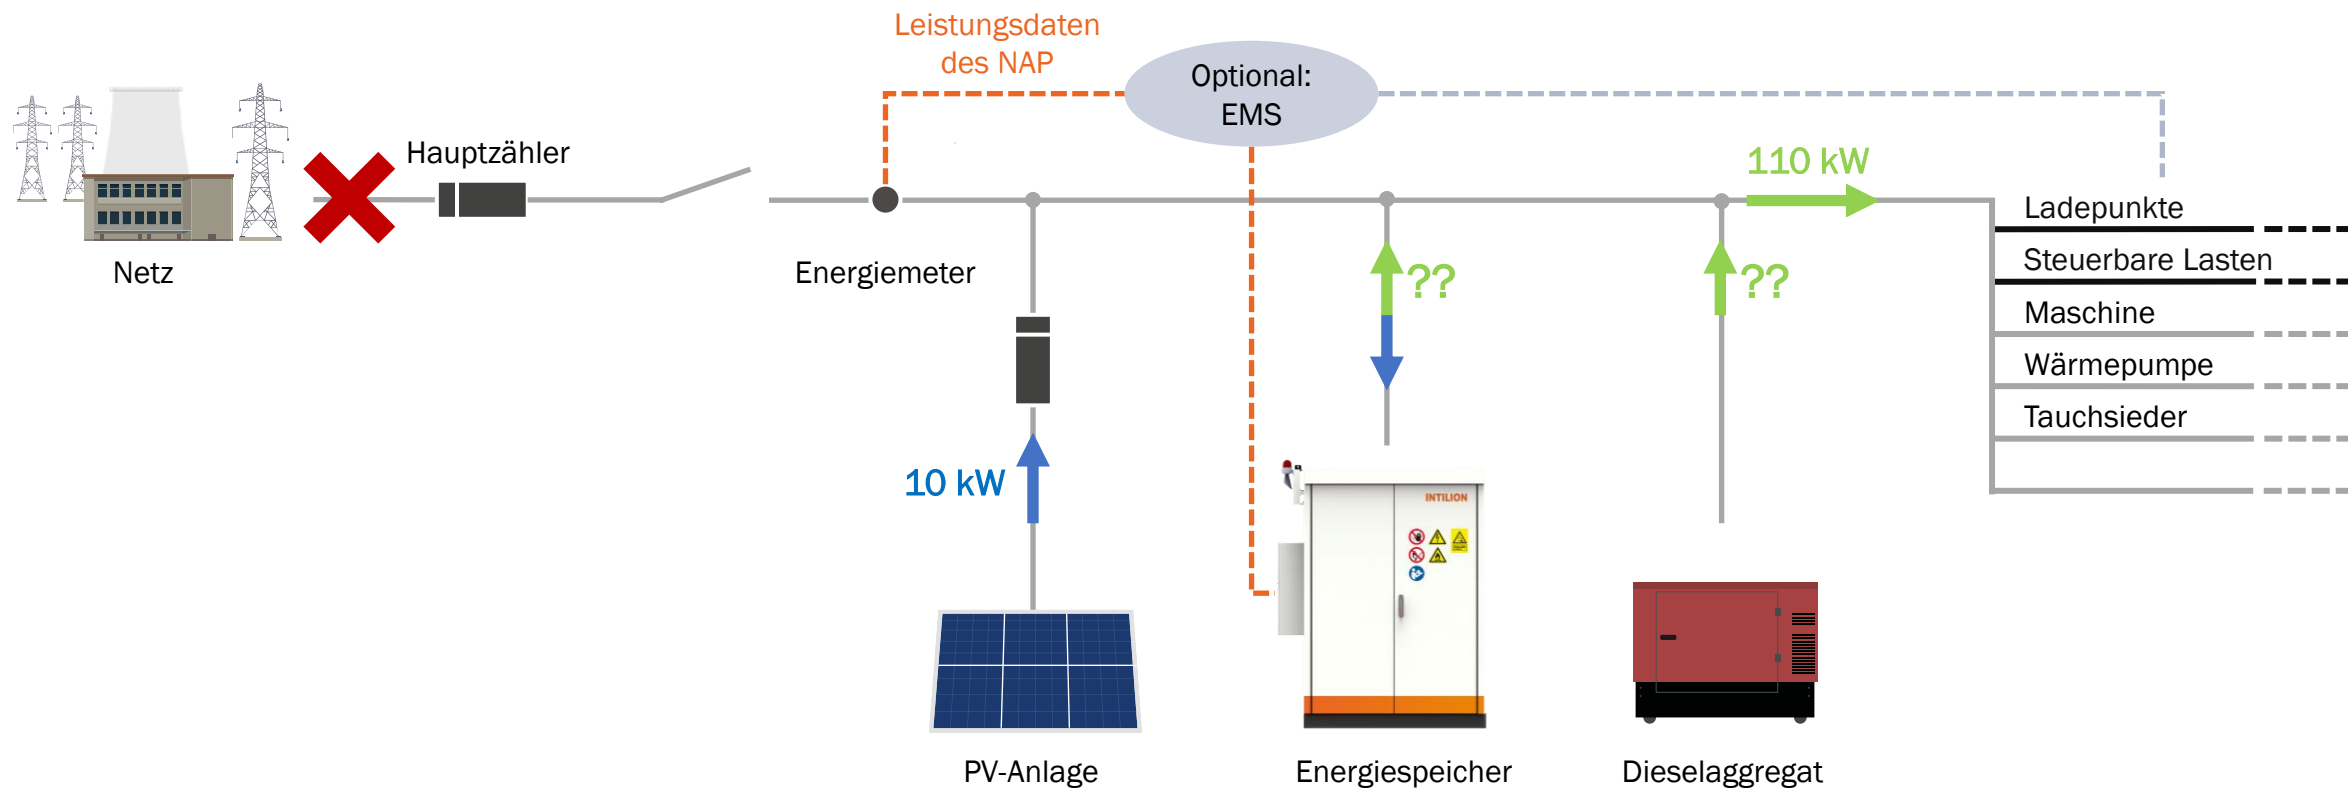 Leistungsdaten
des NAP
Optional:
EMS
Hauptzähler
110 kW
Netz
Energiemeter
??
??
Ladepunkte
Steuerbare Lasten
Maschine
Wärmepumpe
Tauchsieder
10 kW
INTILION
PV-Anlage
Energiespeicher
Dieselaggregat